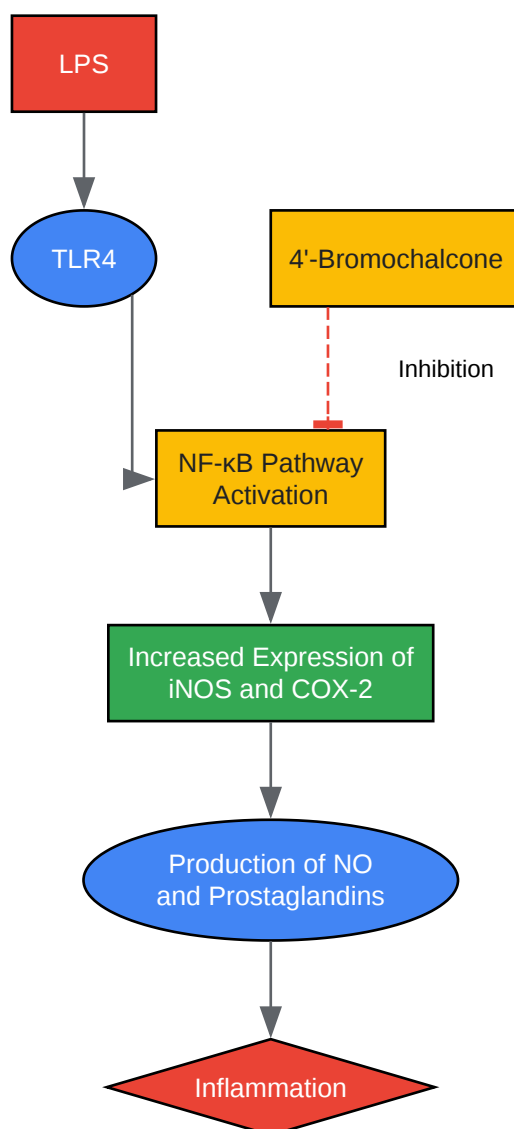 LPS
TLR4
4'-Bromochalcone
Inhibition
NF-κB Pathway
Activation
Increased Expression of
iNOS and COX-2
Production of NO
and Prostaglandins
Inflammation